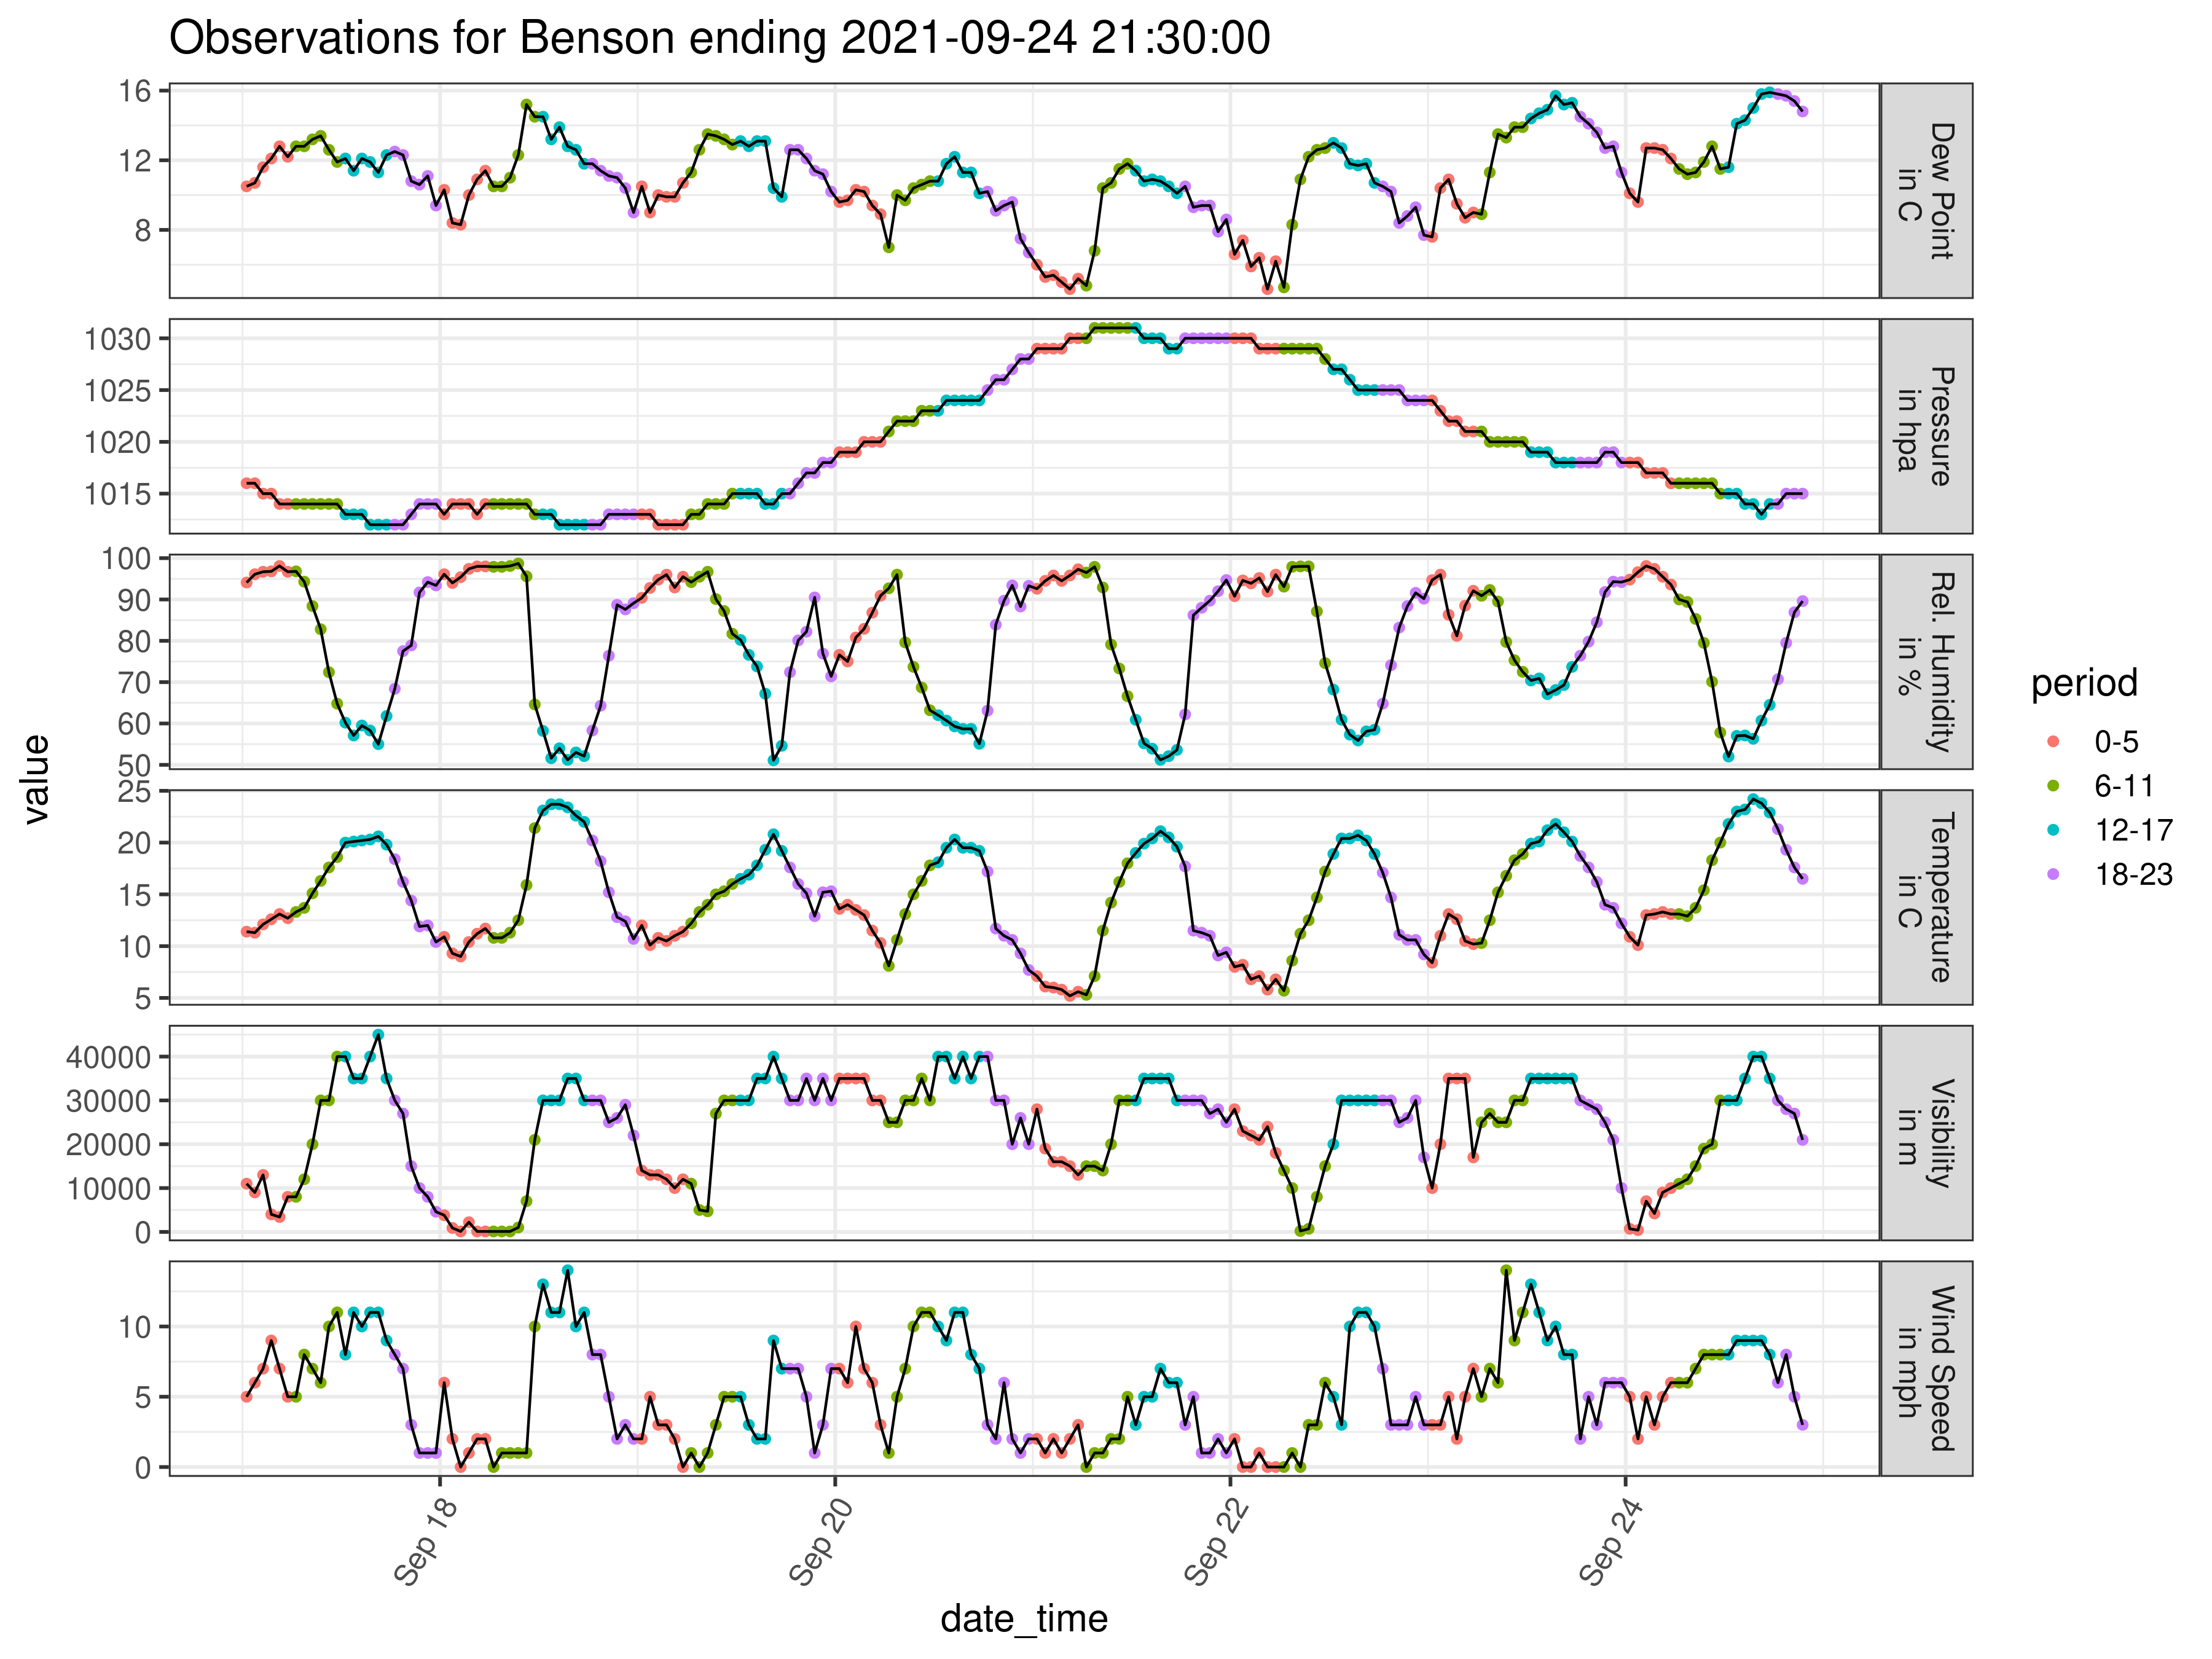 Observations for Benson ending 2021-09-24 21:30:00
value
16
12
8
Dew Point
in C
1030
1025
1020
1015
Pressure
in hpa
100
90
80
70
60
50
Rel. Humidity
in %
25
20
15
10
5
Temperature
in C
40000
30000
20000
10000
0
Visibility
in m
10
5
0
Wind Speed
in mph
Sep 18
Sep 20
Sep 22
Sep 24
date_time
period
0-5
6-11
12-17
18-23